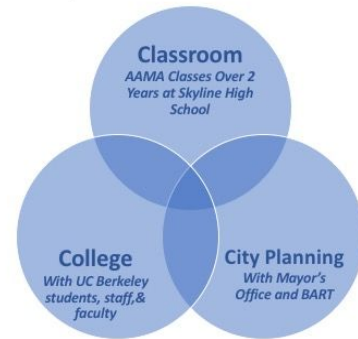 Classroom
AAMA Classes Over 2
Years at Skyline High
School
College
With UC Berkeley
students, staff,&
faculty
City Planning
With Mayor's
Office and BART